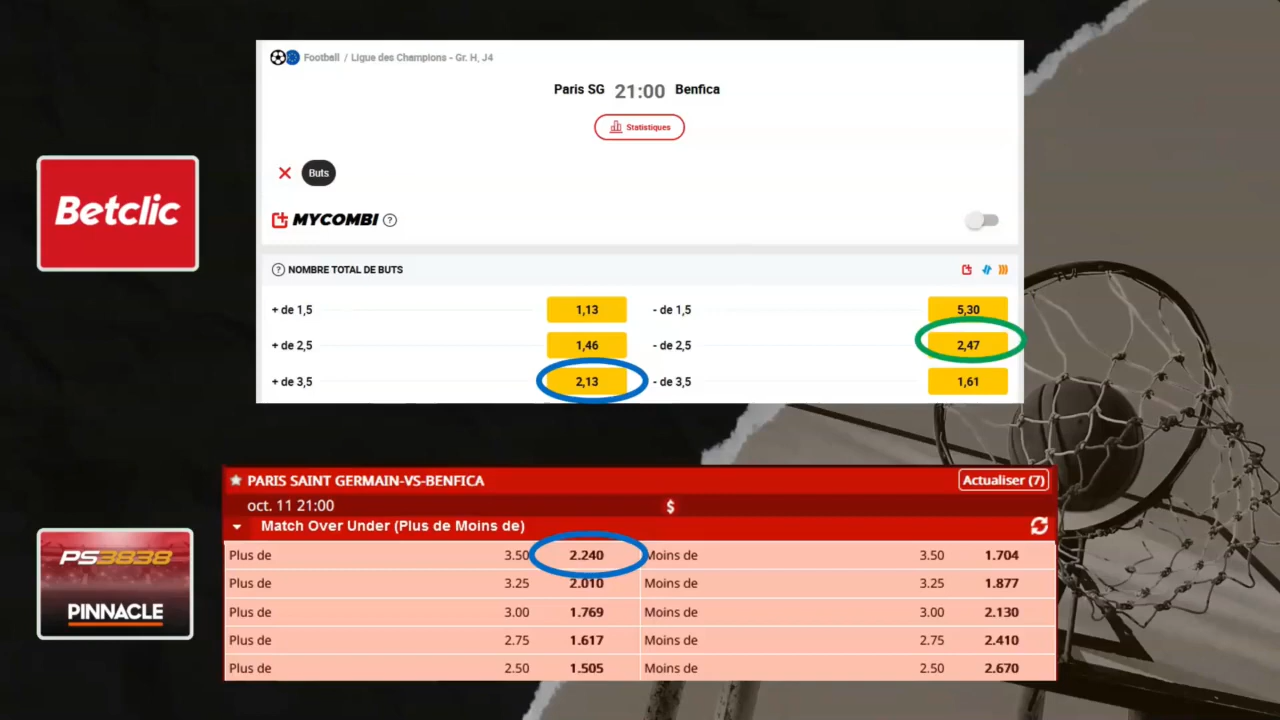 Football / Ligue des Champions - Gr. H, J4
Paris SG 21:00 Benfica
Statistiques
Buts
MYCOMBI ?
Betclic
? NOMBRE TOTAL DE BUTS
+ de 1,5 1,13 - de 1,5 5,30
+ de 2,5 1,46 - de 2,5 2,47
+ de 3,5 2,13 - de 3,5 1,61
PARIS SAINT GERMAIN-VS-BENFICA Actualiser (7)
oct. 11 21:00 $
Match Over Under (Plus de Moins de)
Plus de 3.50 2.240 Moins de 3.50 1.704
Plus de 3.25 2.010 Moins de 3.25 1.877
Plus de 3.00 1.769 Moins de 3.00 2.130
Plus de 2.75 1.617 Moins de 2.75 2.410
Plus de 2.50 1.505 Moins de 2.50 2.670
PS3838
PINNACLE